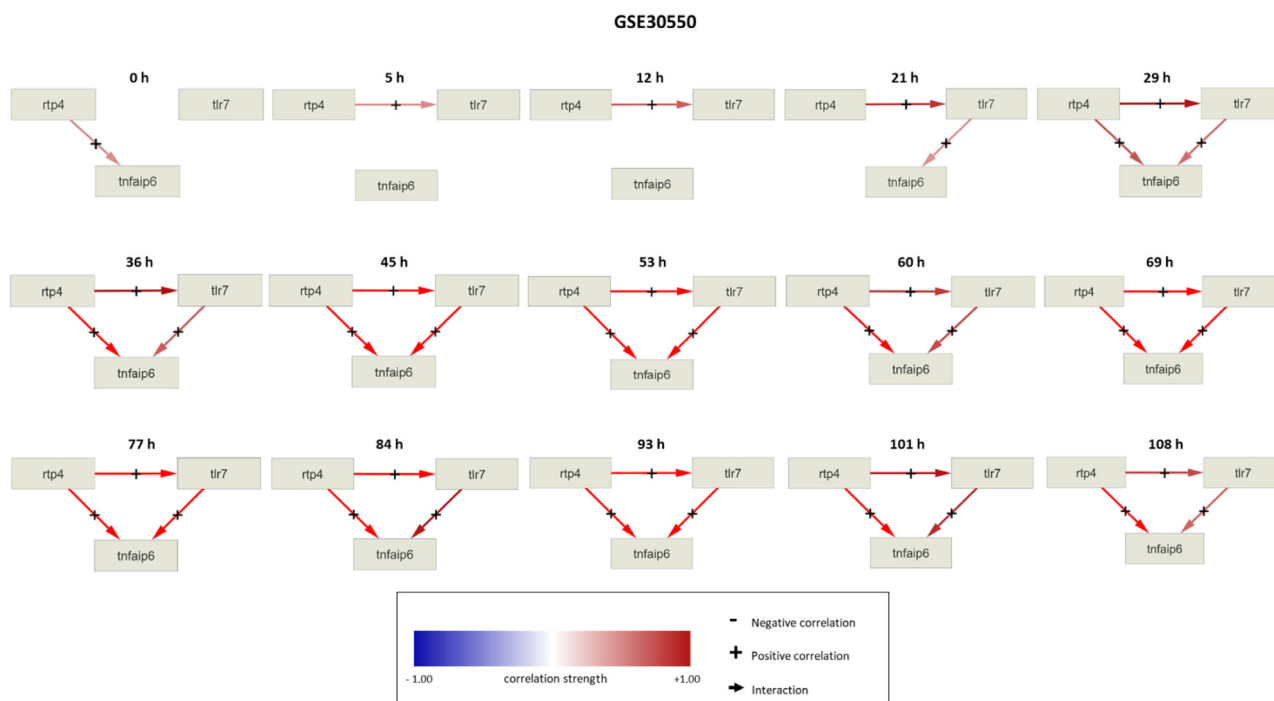 GSE30550
0 h 5 h 12 h 21 h 29 h
rtp4 tlr7 rtp4 tlr7 rtp4 tlr7 rtp4 tlr7 rtp4 tlr7
+ + + + + + +
tnfaip6 tnfaip6 tnfaip6 tnfaip6 tnfaip6
36 h 45 h 53 h 60 h 69 h
rtp4 + tlr7 rtp4 + tlr7 rtp4 + tlr7 rtp4 + tlr7 rtp4 + tlr7
+ + + + + + + + + +
tnfaip6 tnfaip6 tnfaip6 tnfaip6 tnfaip6
77 h 84 h 93 h 101 h 108 h
rtp4 + tlr7 rtp4 + tlr7 rtp4 + tlr7 rtp4 + tlr7 rtp4 + tlr7
+ + + + + + + + + +
tnfaip6 tnfaip6 tnfaip6 tnfaip6 tnfaip6
- Negative correlation
+ Positive correlation
- 1.00 correlation strength +1.00
Interaction